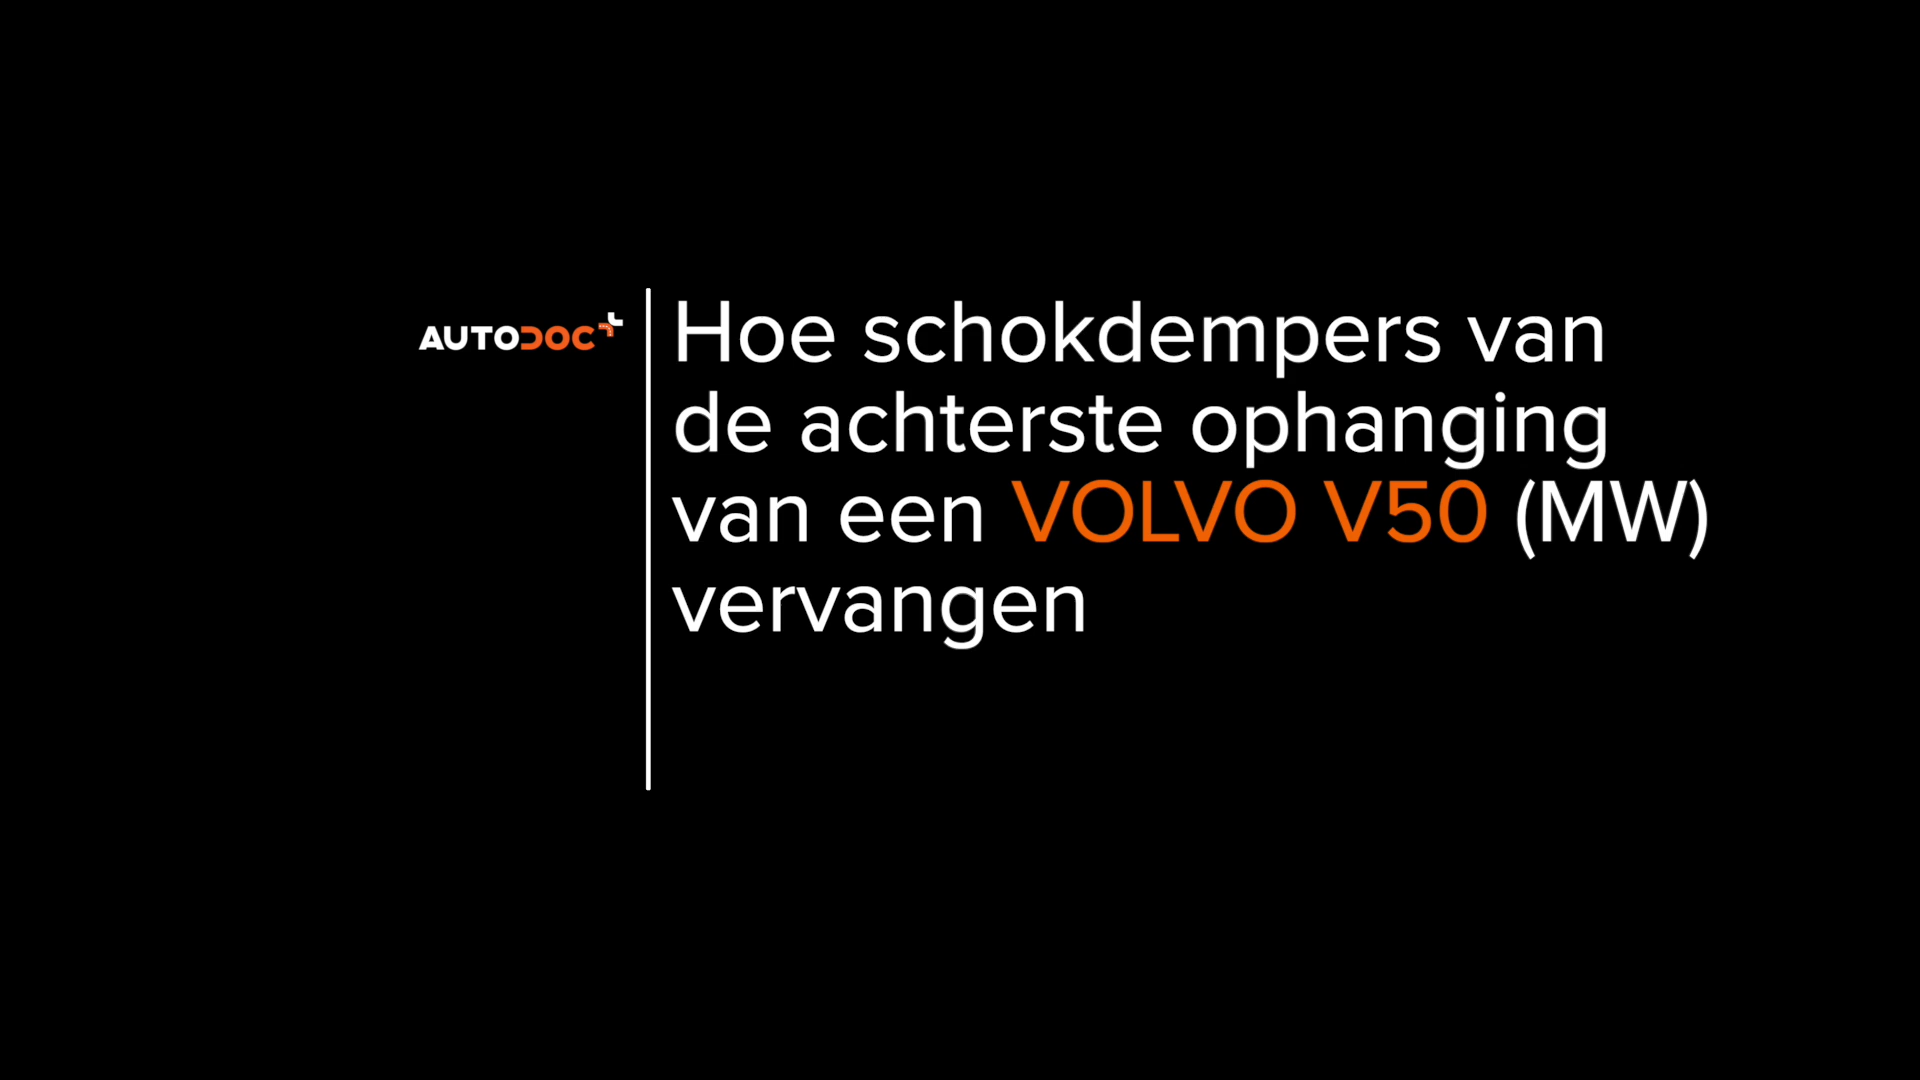 AUTODOC
Hoe schokdempers van
de achterste ophanging
van een VOLVO V50 (MW)
vervangen